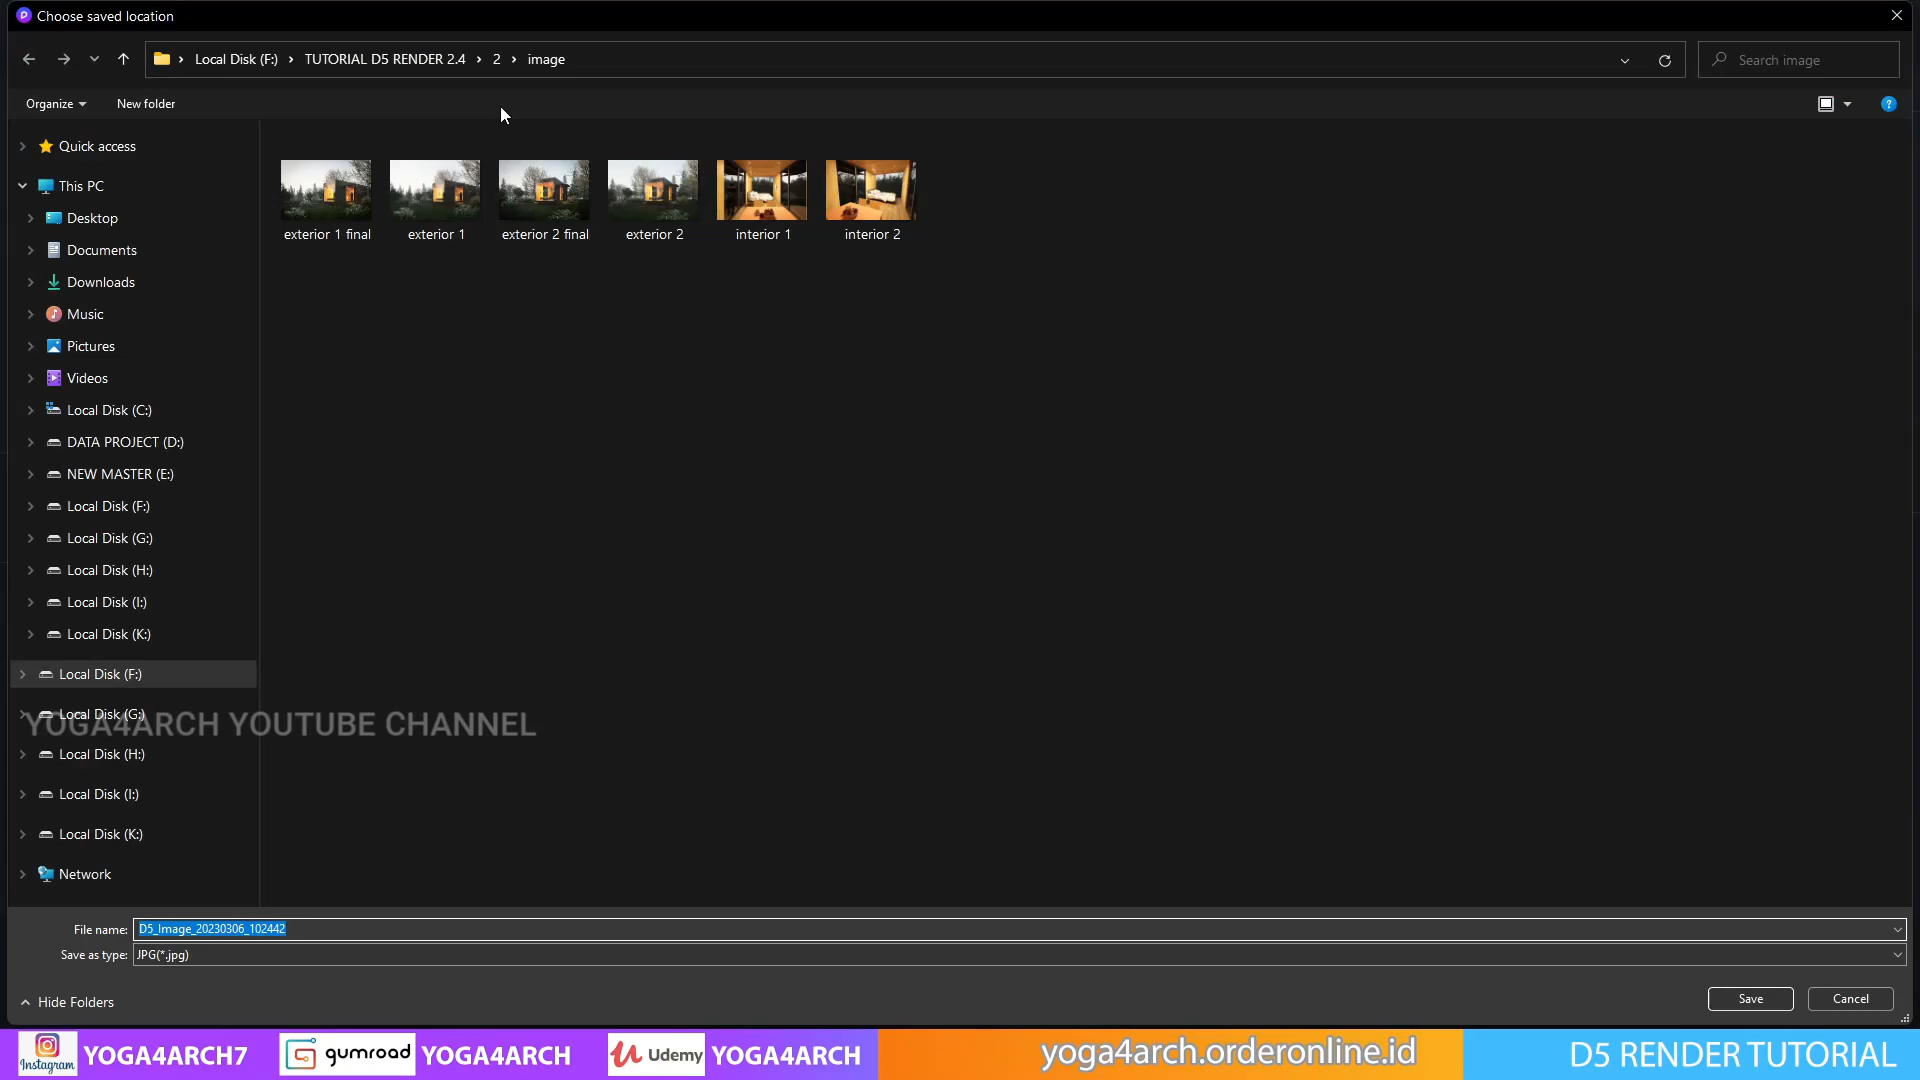 Choose saved location
Local Disk (F:) › TUTORIAL D5 RENDER 2.4 › 2 › image
Search image
Organize
New folder
Quick access
This PC
Desktop
Documents
Downloads
Music
Pictures
Videos
Local Disk (C:)
DATA PROJECT (D:)
NEW MASTER (E:)
Local Disk (F:)
Local Disk (G:)
Local Disk (H:)
Local Disk (I:)
Local Disk (K:)
Local Disk (F:)
Local Disk (G:)
Local Disk (H:)
Local Disk (I:)
Local Disk (K:)
Network
exterior 1 final
exterior 1
exterior 2 final
exterior 2
interior 1
interior 2
YOGA4ARCH YOUTUBE CHANNEL
File name: D5_Image_20230306_102442
Save as type: JPG(*.jpg)
Hide Folders
Save
Cancel
Instagram
YOGA4ARCH7
gumroad
YOGA4ARCH
Udemy
YOGA4ARCH
yoga4arch.orderonline.id
D5 RENDER TUTORIAL